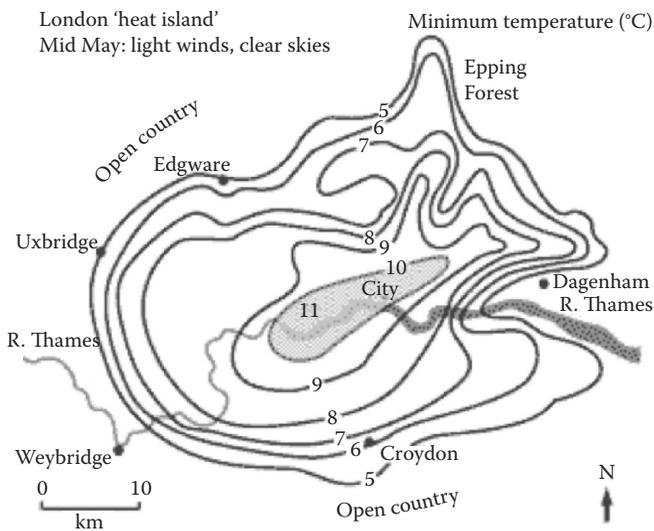 London 'heat island'
Mid May: light winds, clear skies
Minimum temperature (°C)
Epping
Forest
Open country
5
6
7
Edgware
Uxbridge
8
9
10
City
11
Dagenham
R. Thames
R. Thames
9
8
7
6
5
Croydon
Weybridge
0 10
km
Open country
N